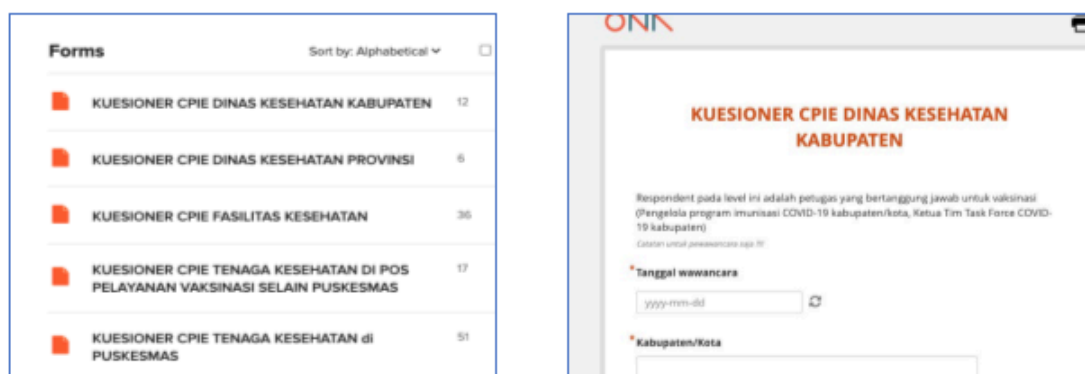 Forms
Sort by: Alphabetical
KUESIONER CPIE DINAS KESEHATAN KABUPATEN 12
KUESIONER CPIE DINAS KESEHATAN PROVINSI 6
KUESIONER CPIE FASILITAS KESEHATAN 36
KUESIONER CPIE TENAGA KESEHATAN DI POS 17
PELAYANAN VAKSINASI SELAIN PUSKESMAS
KUESIONER CPIE TENAGA KESEHATAN di 51
PUSKESMAS
KUESIONER CPIE DINAS KESEHATAN
KABUPATEN
Respondent pada level ini adalah petugas yang bertanggung jawab untuk vaksinasi
(Pengelola program imunisasi COVID-19 kabupaten/kota, Ketua Tim Task Force COVID-
19 kabupaten)
Catatan untuk pewawancara saja !!!
*Tanggal wawancara
yyyy-mm-dd
*Kabupaten/Kota